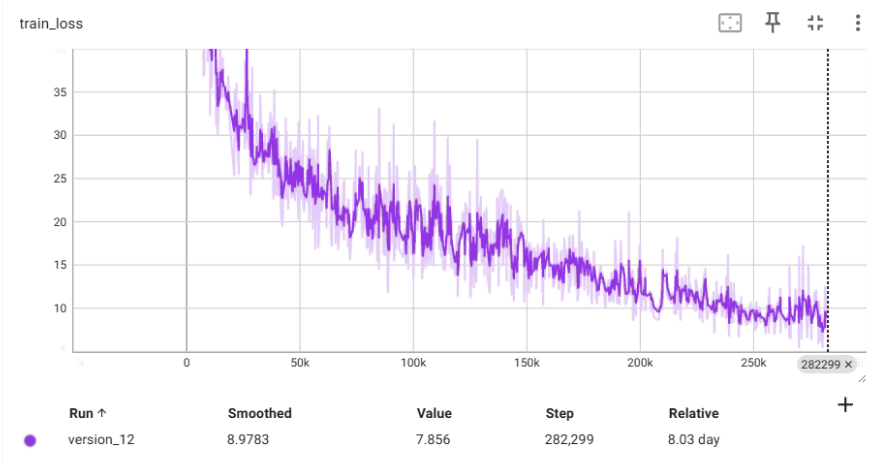 train_loss
35
30
25
20
15
10
0 50k 100k 150k 200k 250k 282299 ×
Run ↑ Smoothed Value Step Relative
version_12 8.9783 7.856 282,299 8.03 day